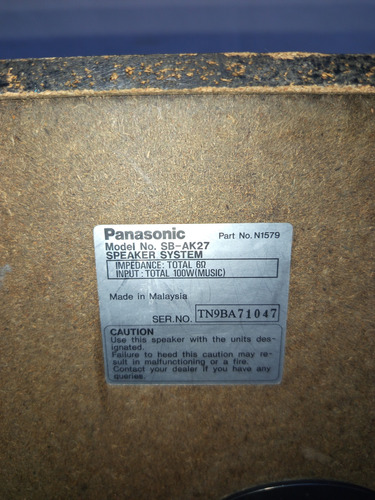 Panasonic Part No. N1579
Model No. SB-AK27
SPEAKER SYSTEM
IMPEDANCE: TOTAL 6Ω
INPUT: TOTAL 100W(MUSIC)
Made in Malaysia
SER.NO. TN9BA71047
CAUTION
Use this speaker with the units des-
ignated.
Failure to heed this caution may re-
sult in malfunctioning or a fire.
Contact your dealer if you have any
queries.